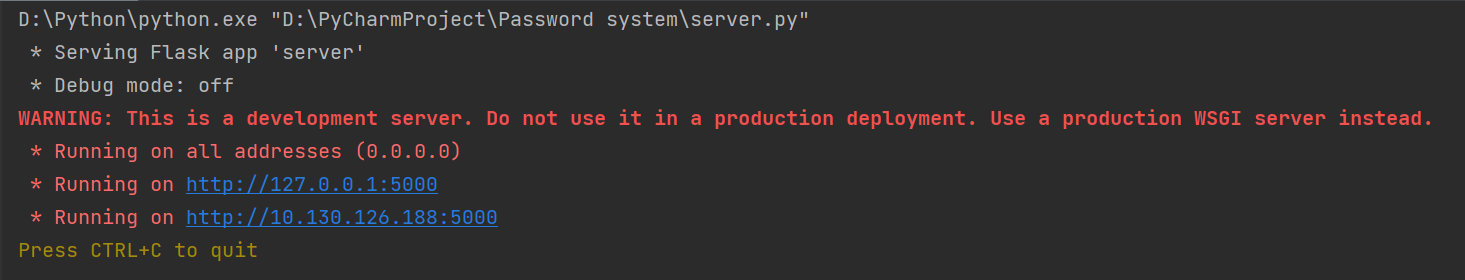 D:\Python\python.exe "D:\PyCharmProject\Password system\server.py"
 * Serving Flask app 'server'
 * Debug mode: off
WARNING: This is a development server. Do not use it in a production deployment. Use a production WSGI server instead.
 * Running on all addresses (0.0.0.0)
 * Running on http://127.0.0.1:5000
 * Running on http://10.130.126.188:5000
Press CTRL+C to quit